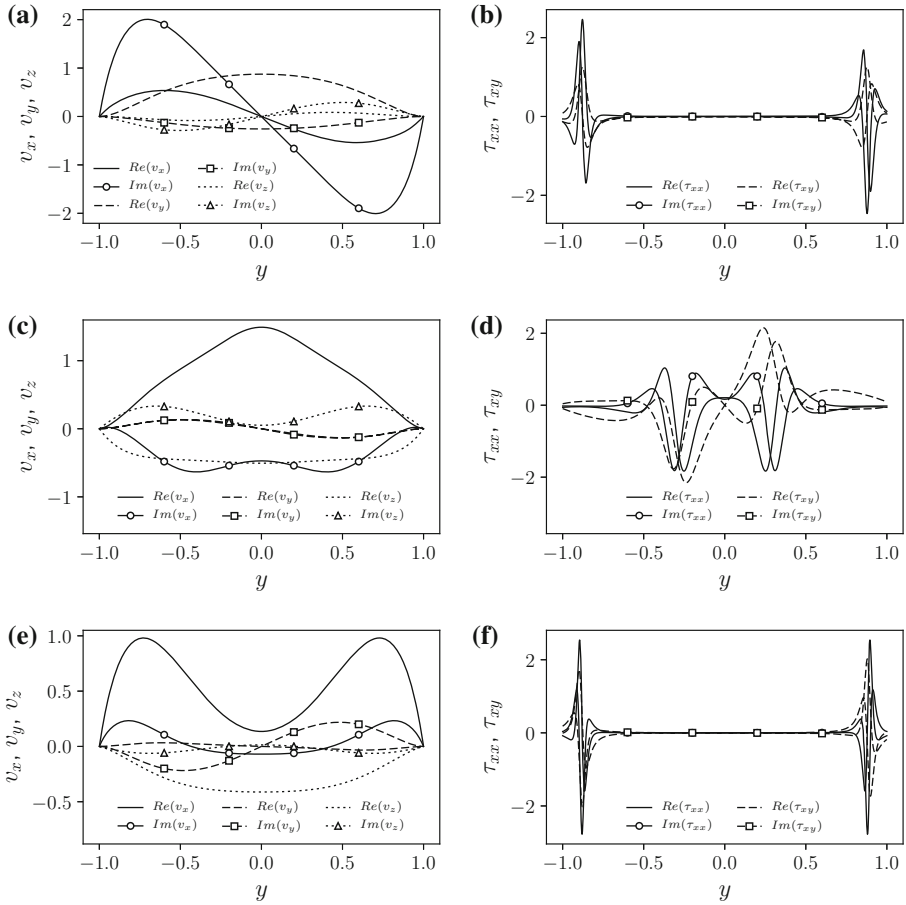 (a)
2
1
0
−1
−2
v_x, v_y, v_z
Re(v_x)
Im(v_x)
Re(v_y)
Im(v_y)
Re(v_z)
Im(v_z)
−1.0 −0.5 0.0 0.5 1.0
y
(b)
2
0
−2
τ_xx, τ_xy
Re(τ_xx)
Im(τ_xx)
Re(τ_xy)
Im(τ_xy)
−1.0 −0.5 0.0 0.5 1.0
y
(c)
1
0
−1
v_x, v_y, v_z
Re(v_x)
Im(v_x)
Re(v_y)
Im(v_y)
Re(v_z)
Im(v_z)
−1.0 −0.5 0.0 0.5 1.0
y
(d)
2
0
−2
τ_xx, τ_xy
Re(τ_xx)
Im(τ_xx)
Re(τ_xy)
Im(τ_xy)
−1.0 −0.5 0.0 0.5 1.0
y
(e)
1.0
0.5
0.0
−0.5
v_x, v_y, v_z
Re(v_x)
Im(v_x)
Re(v_y)
Im(v_y)
Re(v_z)
Im(v_z)
−1.0 −0.5 0.0 0.5 1.0
y
(f)
2
0
−2
τ_xx, τ_xy
Re(τ_xx)
Im(τ_xx)
Re(τ_xy)
Im(τ_xy)
−1.0 −0.5 0.0 0.5 1.0
y